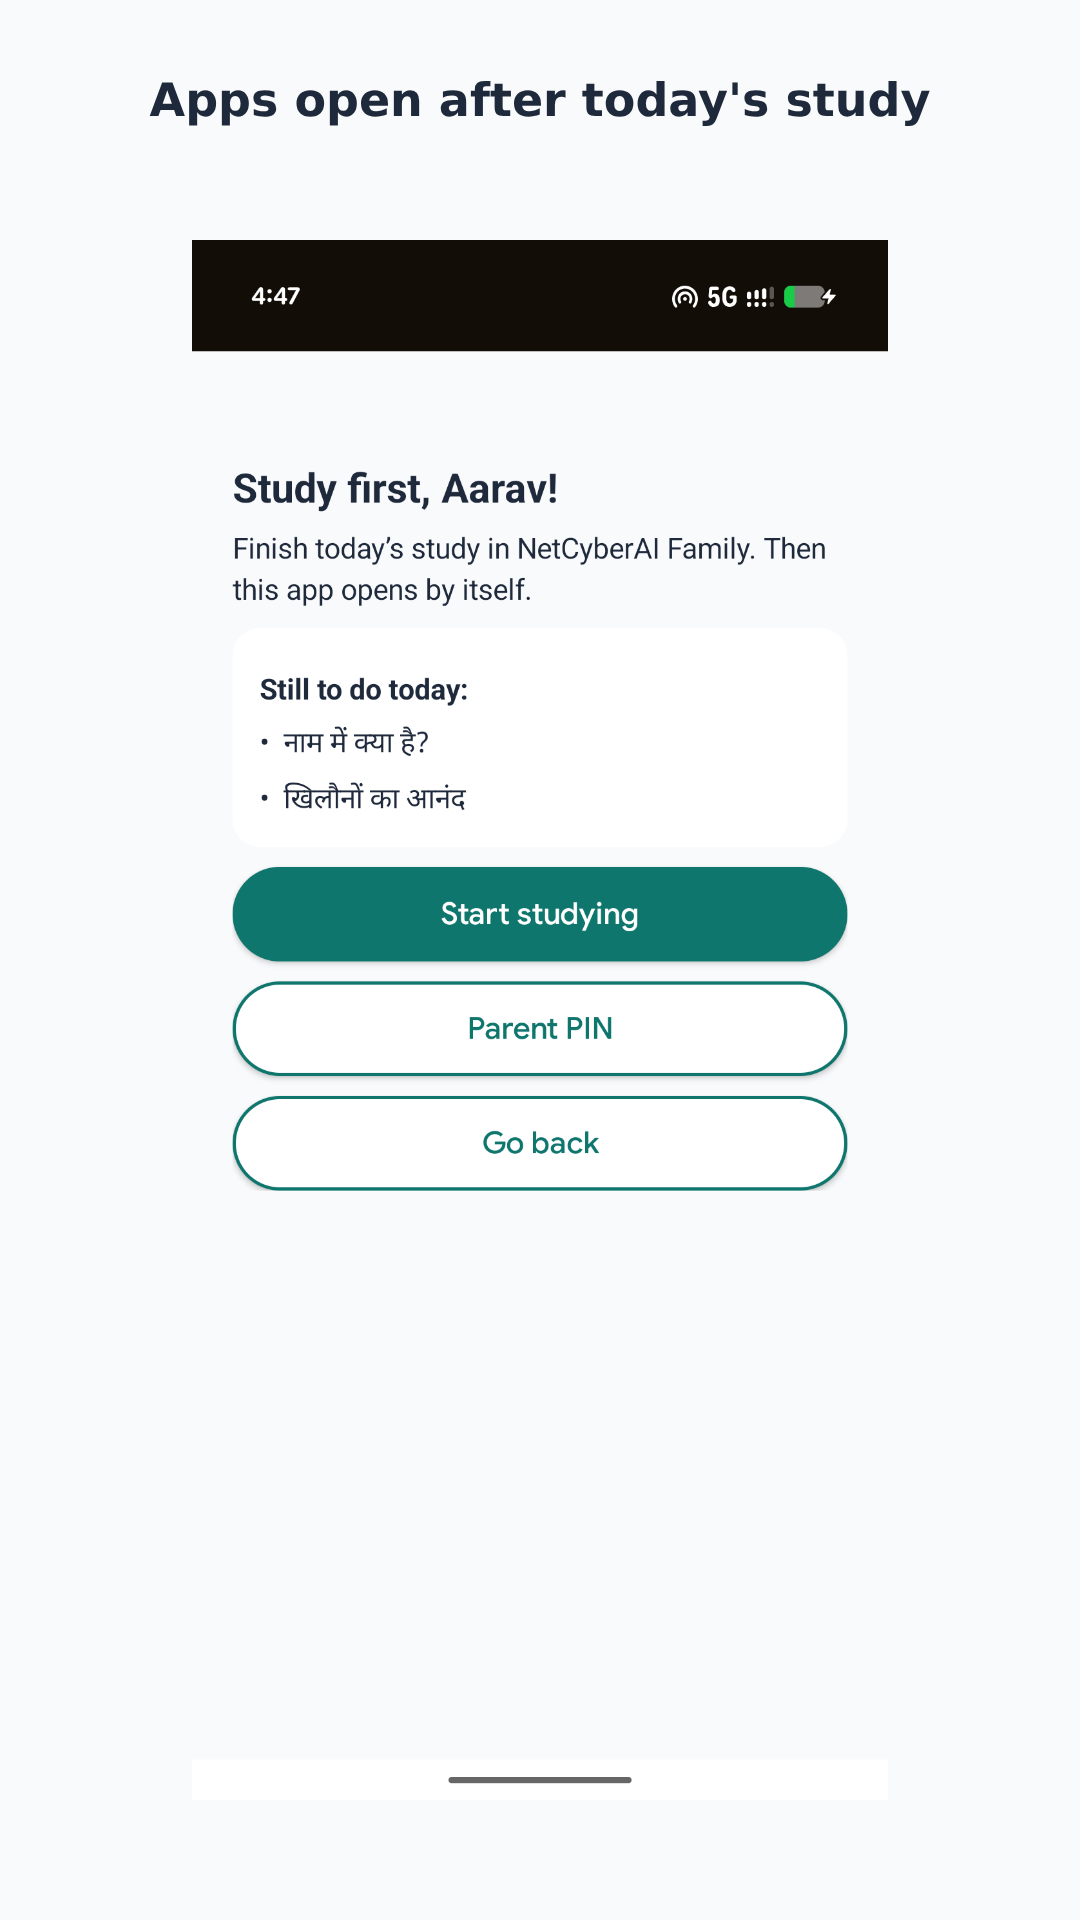 Apps open after today's study
4:47
5G
Study first, Aarav!
Finish today’s study in NetCyberAI Family. Then
this app opens by itself.
Still to do today:
• नाम में क्या है?
• खिलौनों का आनंद
Start studying
Parent PIN
Go back